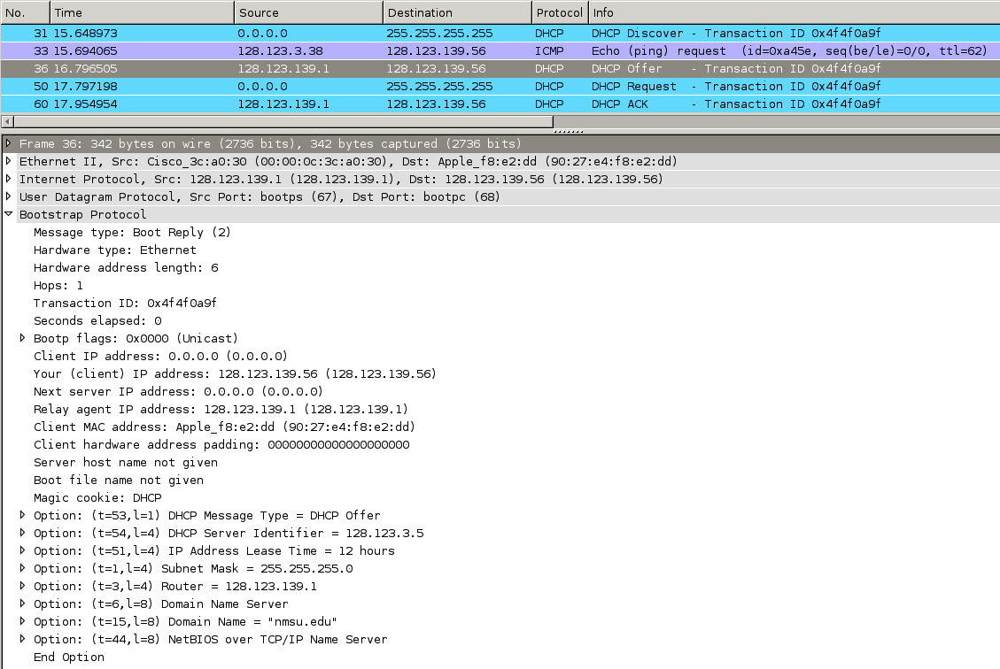 No. Time Source Destination Protocol Info
31 15.648973 0.0.0.0 255.255.255.255 DHCP DHCP Discover - Transaction ID 0x4f4f0a9f
33 15.694065 128.123.3.38 128.123.139.56 ICMP Echo (ping) request (id=0xa45e, seq(be/le)=0/0, ttl=62)
36 16.796505 128.123.139.1 128.123.139.56 DHCP DHCP Offer - Transaction ID 0x4f4f0a9f
50 17.797198 0.0.0.0 255.255.255.255 DHCP DHCP Request - Transaction ID 0x4f4f0a9f
60 17.954954 128.123.139.1 128.123.139.56 DHCP DHCP ACK - Transaction ID 0x4f4f0a9f
Frame 36: 342 bytes on wire (2736 bits), 342 bytes captured (2736 bits)
Ethernet II, Src: Cisco_3c:a0:30 (00:00:0c:3c:a0:30), Dst: Apple_f8:e2:dd (90:27:e4:f8:e2:dd)
Internet Protocol, Src: 128.123.139.1 (128.123.139.1), Dst: 128.123.139.56 (128.123.139.56)
User Datagram Protocol, Src Port: bootps (67), Dst Port: bootpc (68)
Bootstrap Protocol
Message type: Boot Reply (2)
Hardware type: Ethernet
Hardware address length: 6
Hops: 1
Transaction ID: 0x4f4f0a9f
Seconds elapsed: 0
Bootp flags: 0x0000 (Unicast)
Client IP address: 0.0.0.0 (0.0.0.0)
Your (client) IP address: 128.123.139.56 (128.123.139.56)
Next server IP address: 0.0.0.0 (0.0.0.0)
Relay agent IP address: 128.123.139.1 (128.123.139.1)
Client MAC address: Apple_f8:e2:dd (90:27:e4:f8:e2:dd)
Client hardware address padding: 00000000000000000000
Server host name not given
Boot file name not given
Magic cookie: DHCP
Option: (t=53,l=1) DHCP Message Type = DHCP Offer
Option: (t=54,l=4) DHCP Server Identifier = 128.123.3.5
Option: (t=51,l=4) IP Address Lease Time = 12 hours
Option: (t=1,l=4) Subnet Mask = 255.255.255.0
Option: (t=3,l=4) Router = 128.123.139.1
Option: (t=6,l=8) Domain Name Server
Option: (t=15,l=8) Domain Name = "nmsu.edu"
Option: (t=44,l=8) NetBIOS over TCP/IP Name Server
End Option